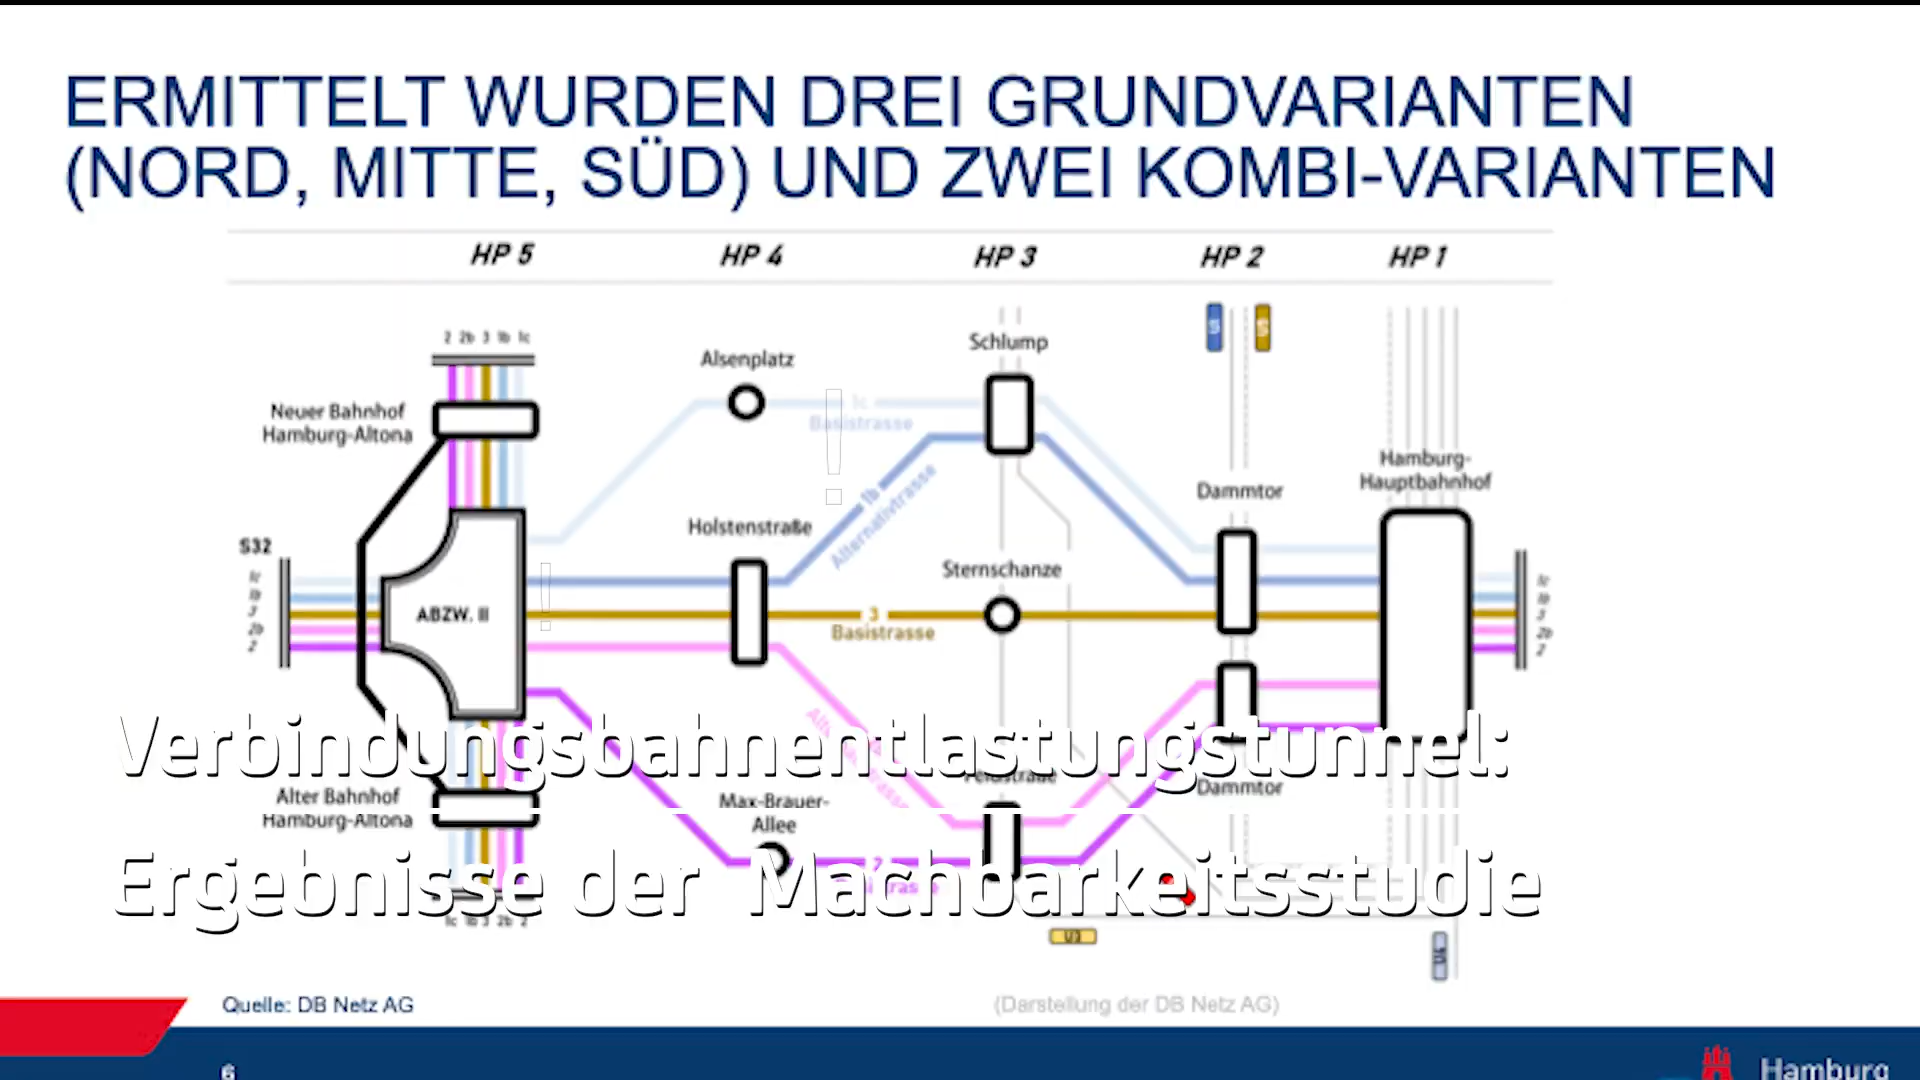 ERMITTELT WURDEN DREI GRUNDVARIANTEN
(NORD, MITTE, SÜD) UND ZWEI KOMBI-VARIANTEN
HP 5 HP 4 HP 3 HP 2 HP 1
S S
2 2b 3 1b 1c
Schlump
Alsenplatz
Neuer Bahnhof
Hamburg-Altona
1c
Basistrasse
Hamburg-
Hauptbahnhof
Dammtor
1b
Alternativtrasse
Holstenstraße
S32
Sternschanze
1c
1b
3
2b
2
ABZW. II
3
Basistrasse
1c
1b
3
2b
2
Verbindungsbahnentlastungstunnel:
Feldstraße
Dammtor
Alter Bahnhof
Hamburg-Altona
Max-Brauer-
Allee
2
Ergebnisse der Machbarkeitsstudie
1c 1b 3 2b 2
U3
Quelle: DB Netz AG
(Darstellung der DB Netz AG)
6
Hamburg